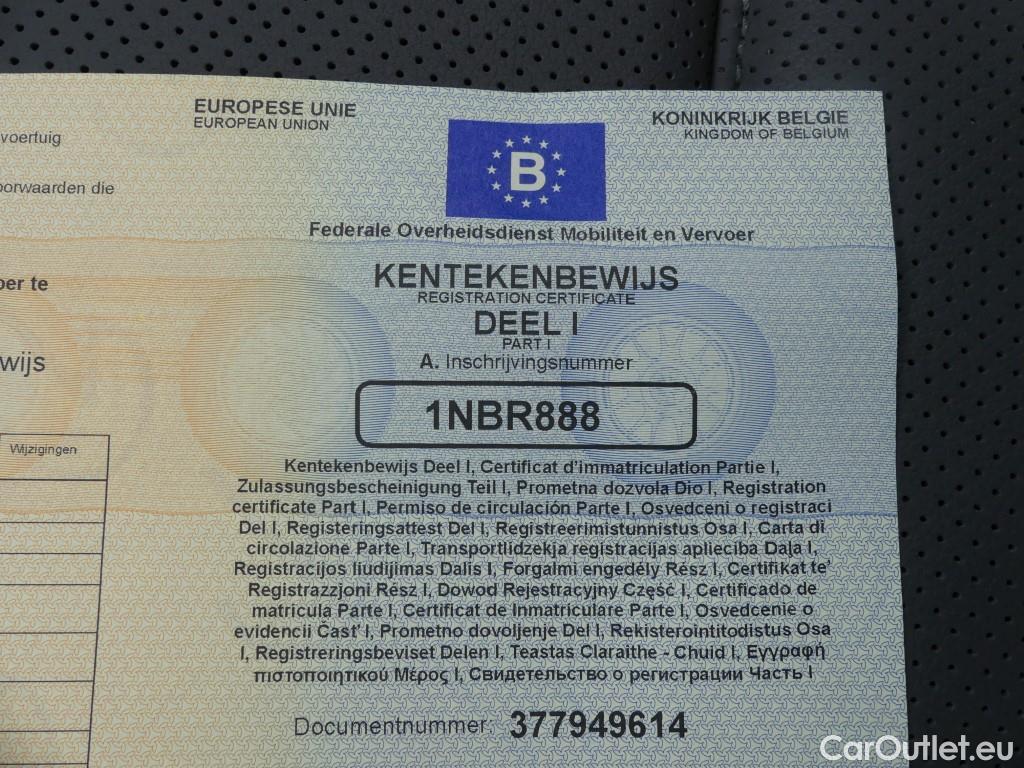 EUROPESE UNIE
EUROPEAN UNION
KONINKRIJK BELGIE
KINGDOM OF BELGIUM
voertuig
B
oorwaarden die
Federale Overheidsdienst Mobiliteit en Vervoer
oer te
KENTEKENBEWIJS
REGISTRATION CERTIFICATE
DEEL I
PART I
A. Inschrijvingsnummer
wijs
1NBR888
Wijzigingen
Kentekenbewijs Deel I, Certificat d'immatriculation Partie I,
Zulassungsbescheinigung Teil I, Prometna dozvola Dio I, Registration
certificate Part I, Permiso de circulación Parte I, Osvedceni o registraci
Del I, Registeringsattest Del I, Registreerimistunnistus Osa I, Carta di
circolazione Parte I, Transportlidzekja registracijas aplieciba Daļa I,
Registracijos liudijimas Dalis I, Forgalmi engedély Rész I, Certifikat te'
Registrazzjoni Rész I, Dowod Rejestracyjny Część I, Certificado de
matricula Parte I, Certificat de Inmatriculare Parte I, Osvedcenie o
evidencii Časť I, Prometno dovoljenje Del I, Rekisterointitodistus Osa
I, Registreringsbeviset Delen I, Teastas Claraithe - Chuid I, Εγγραφή
πιστοποιητικού Μέρος I, Свидетельство о регистрации Часть I
Documentnummer: 377949614
CarOutlet.eu